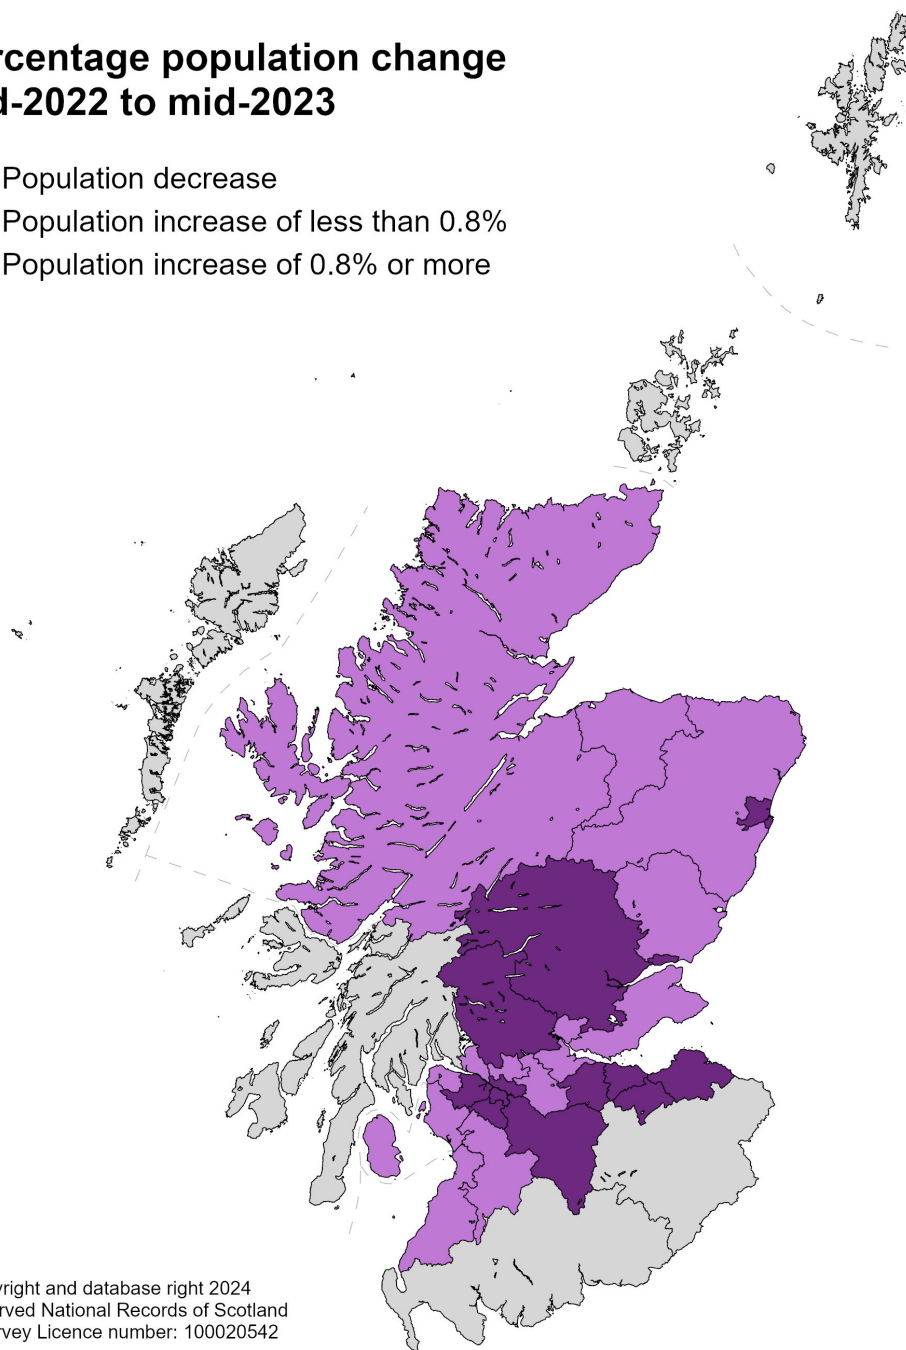 rcentage population change
d-2022 to mid-2023
Population decrease
Population increase of less than 0.8%
Population increase of 0.8% or more
right and database right 2024
rved National Records of Scotland
rvey Licence number: 100020542